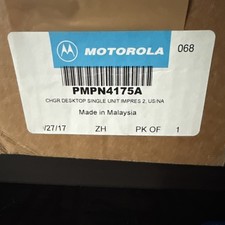 MOTOROLA 068
PMPN4175A
CHGR DESKTOP SINGLE UNIT IMPRES 2, US/NA
Made in Malaysia
/27/17 ZH PK OF 1